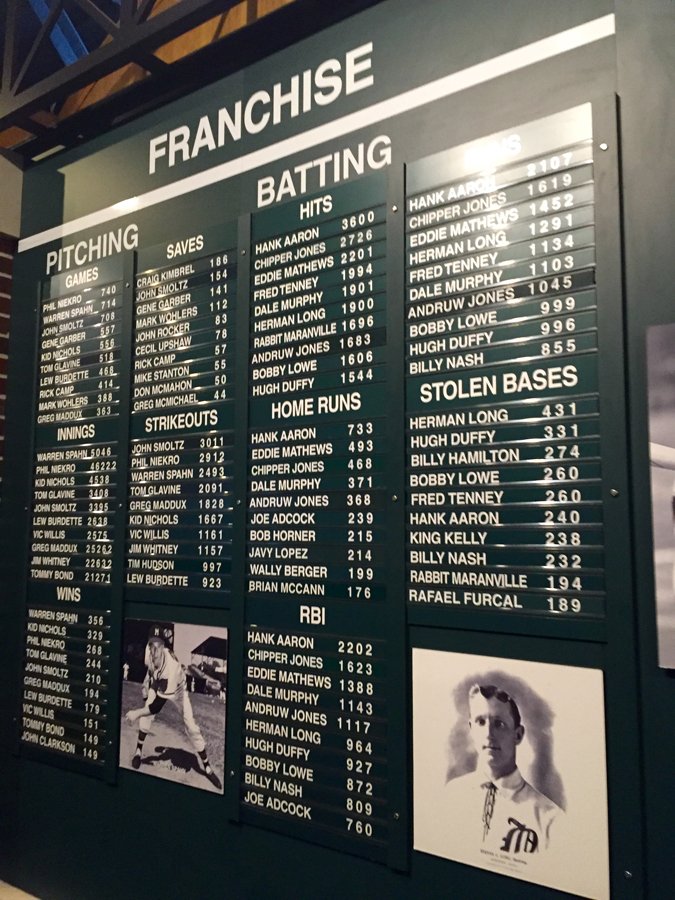 FRANCHISE
PITCHING
GAMES
PHIL NIEKRO 740
WARREN SPAHN 714
JOHN SMOLTZ 708
GENE GARBER 557
KID NICHOLS 556
TOM GLAVINE 518
LEW BURDETTE 468
RICK CAMP 414
MARK WOHLERS 388
GREG MADDUX 363
INNINGS
WARREN SPAHN 5046
PHIL NIEKRO 46222
KID NICHOLS 4538
TOM GLAVINE 3408
JOHN SMOLTZ 3395
LEW BURDETTE 2638
VIC WILLIS 2575
GREG MADDUX 25262
JIM WHITNEY 22632
TOMMY BOND 21271
WINS
WARREN SPAHN 356
KID NICHOLS 329
PHIL NIEKRO 268
TOM GLAVINE 244
JOHN SMOLTZ 210
GREG MADDUX 194
LEW BURDETTE 179
VIC WILLIS 151
TOMMY BOND 149
JOHN CLARKSON 149
SAVES
CRAIG KIMBREL 186
JOHN SMOLTZ 154
GENE GARBER 141
MARK WOHLERS 112
JOHN ROCKER 83
CECIL UPSHAW 78
RICK CAMP 57
MIKE STANTON 55
DON MCMAHON 50
GREG MCMICHAEL 44
STRIKEOUTS
JOHN SMOLTZ 3011
PHIL NIEKRO 2912
WARREN SPAHN 2493
TOM GLAVINE 2091
GREG MADDUX 1828
KID NICHOLS 1667
VIC WILLIS 1161
JIM WHITNEY 1157
TIM HUDSON 997
LEW BURDETTE 923
BATTING
HITS
HANK AARON 3600
CHIPPER JONES 2726
EDDIE MATHEWS 2201
FRED TENNEY 1994
DALE MURPHY 1901
HERMAN LONG 1900
RABBIT MARANVILLE 1696
ANDRUW JONES 1683
BOBBY LOWE 1606
HUGH DUFFY 1544
HOME RUNS
HANK AARON 733
EDDIE MATHEWS 493
CHIPPER JONES 468
DALE MURPHY 371
ANDRUW JONES 368
JOE ADCOCK 239
BOB HORNER 215
JAVY LOPEZ 214
WALLY BERGER 199
BRIAN MCCANN 176
RBI
HANK AARON 2202
CHIPPER JONES 1623
EDDIE MATHEWS 1388
DALE MURPHY 1143
ANDRUW JONES 1117
HERMAN LONG 964
HUGH DUFFY 927
BOBBY LOWE 872
BILLY NASH 809
JOE ADCOCK 760
RUNS
HANK AARON 2107
CHIPPER JONES 1619
EDDIE MATHEWS 1452
HERMAN LONG 1291
FRED TENNEY 1134
DALE MURPHY 1103
ANDRUW JONES 1045
BOBBY LOWE 999
HUGH DUFFY 996
BILLY NASH 855
STOLEN BASES
HERMAN LONG 431
HUGH DUFFY 331
BILLY HAMILTON 274
BOBBY LOWE 260
FRED TENNEY 260
HANK AARON 240
KING KELLY 238
BILLY NASH 232
RABBIT MARANVILLE 194
RAFAEL FURCAL 189